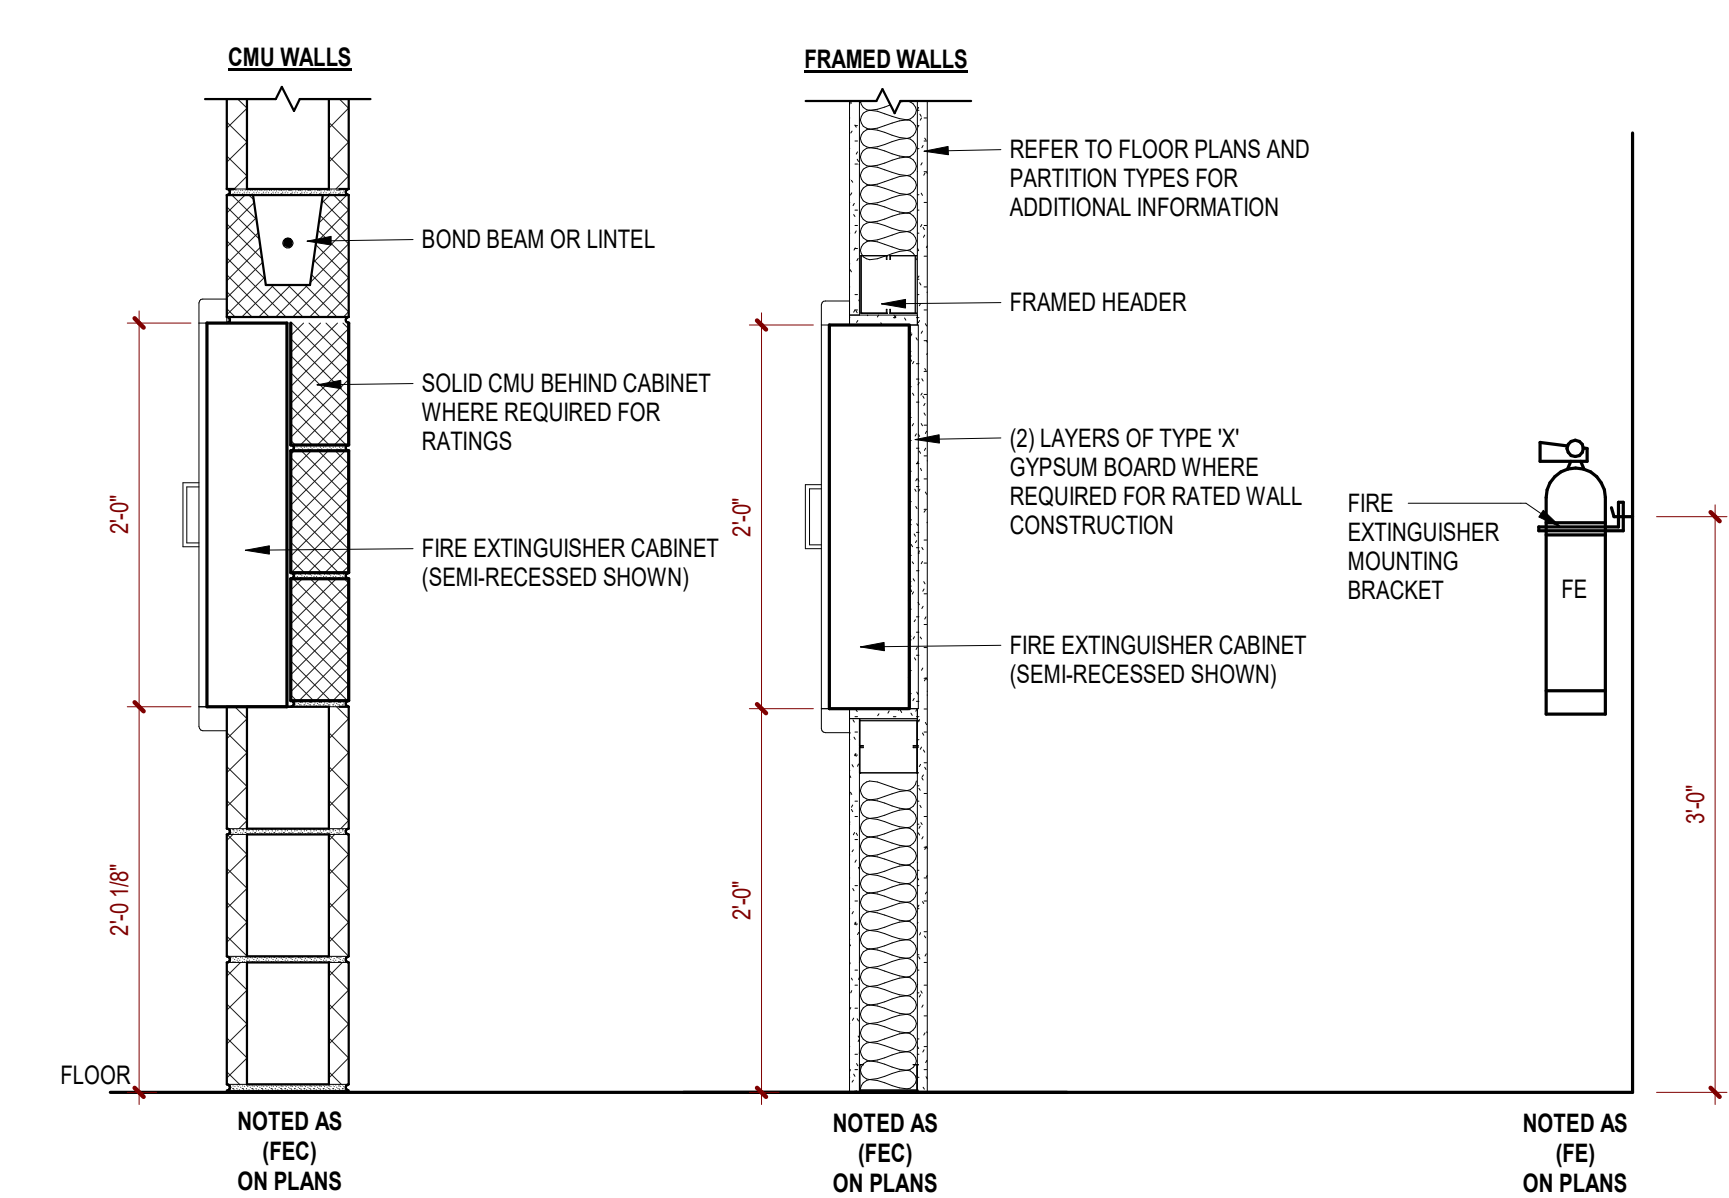 CMU WALLS
BOND BEAM OR LINTEL
SOLID CMU BEHIND CABINET
WHERE REQUIRED FOR
RATINGS
FIRE EXTINGUISHER CABINET
(SEMI-RECESSED SHOWN)
2'-0"
2'-0 1/8"
FLOOR
NOTED AS
(FEC)
ON PLANS
FRAMED WALLS
REFER TO FLOOR PLANS AND
PARTITION TYPES FOR
ADDITIONAL INFORMATION
FRAMED HEADER
(2) LAYERS OF TYPE 'X'
GYPSUM BOARD WHERE
REQUIRED FOR RATED WALL
CONSTRUCTION
FIRE EXTINGUISHER CABINET
(SEMI-RECESSED SHOWN)
2'-0"
2'-0"
NOTED AS
(FEC)
ON PLANS
FIRE
EXTINGUISHER
MOUNTING
BRACKET
FE
3'-0"
NOTED AS
(FE)
ON PLANS